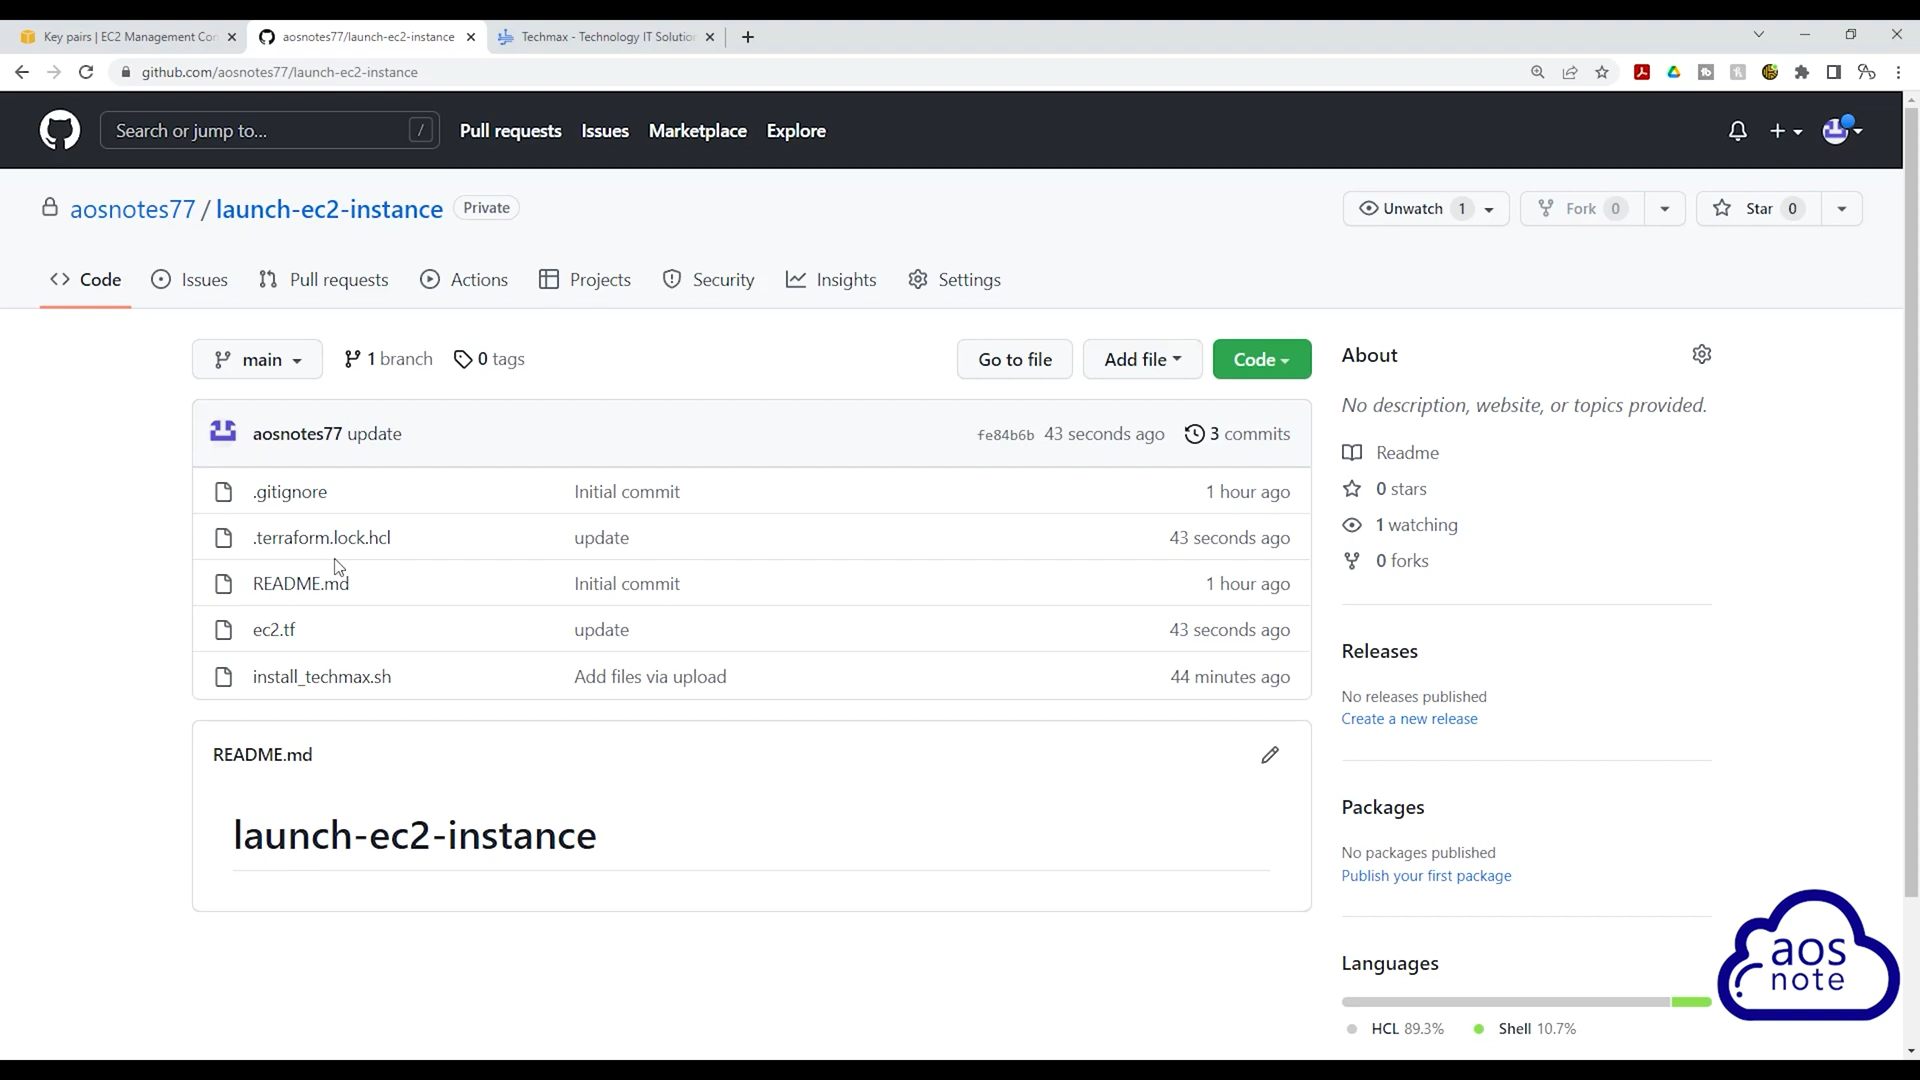 Key pairs | EC2 Management Con
aosnotes77/launch-ec2-instance
Techmax - Technology IT Solution
github.com/aosnotes77/launch-ec2-instance
Search or jump to...
/
Pull requests
Issues
Marketplace
Explore
aosnotes77 / launch-ec2-instance
Private
Unwatch 1
Fork 0
Star 0
Code
Issues
Pull requests
Actions
Projects
Security
Insights
Settings
main
1 branch
0 tags
Go to file
Add file
Code
aosnotes77 update
fe84b6b 43 seconds ago
3 commits
.gitignore
Initial commit
1 hour ago
.terraform.lock.hcl
update
43 seconds ago
README.md
Initial commit
1 hour ago
ec2.tf
update
43 seconds ago
install_techmax.sh
Add files via upload
44 minutes ago
README.md
launch-ec2-instance
About
No description, website, or topics provided.
Readme
0 stars
1 watching
0 forks
Releases
No releases published
Create a new release
Packages
No packages published
Publish your first package
Languages
HCL 89.3%
Shell 10.7%
aos
note